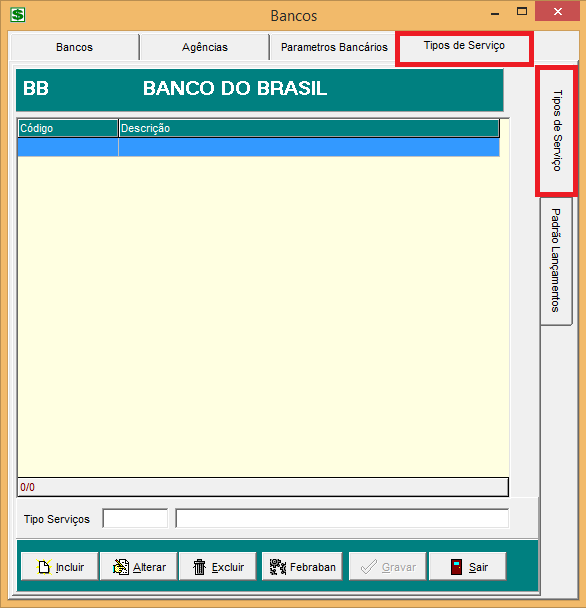 Bancos
Bancos Agências Parametros Bancários Tipos de Serviço
BB BANCO DO BRASIL
Código Descrição
Tipos de Serviço
Padrão Lançamentos
0/0
Tipo Serviços
Incluir Alterar Excluir Febraban Gravar Sair